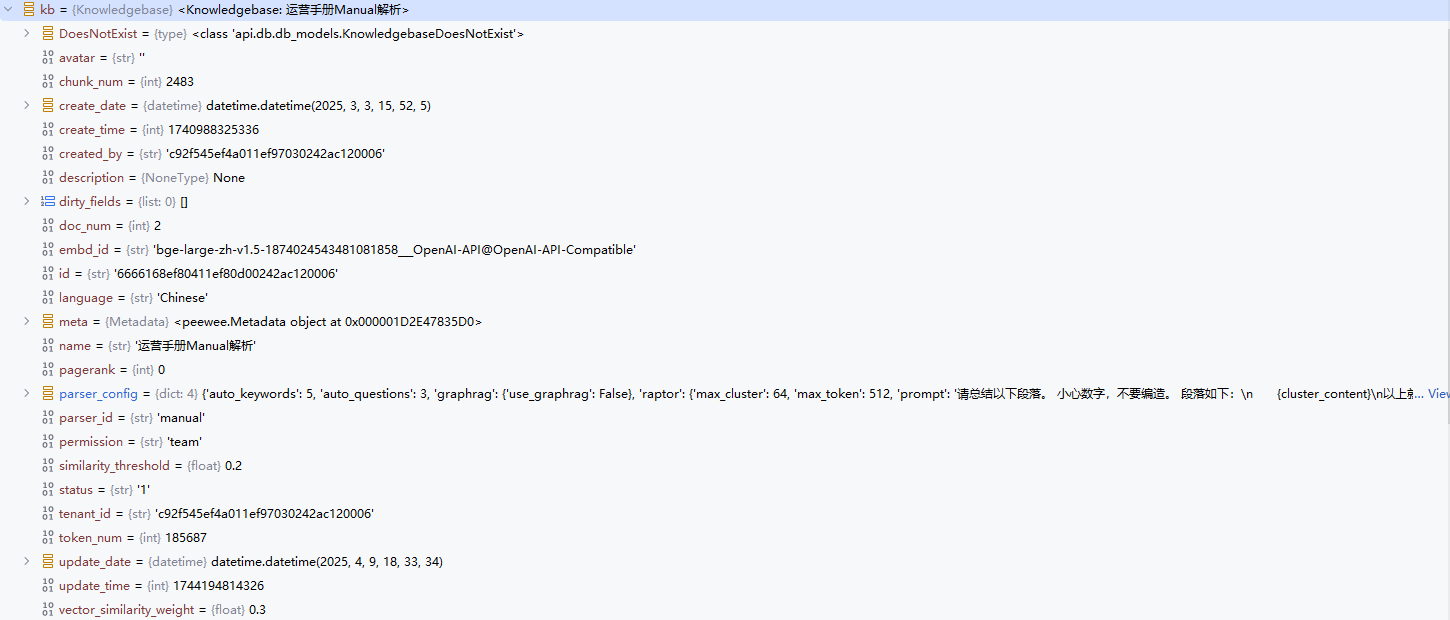 kb = {Knowledgebase} <Knowledgebase: 运营手册Manual解析>
DoesNotExist = {type} <class 'api.db.db_models.KnowledgebaseDoesNotExist'>
avatar = {str} ''
chunk_num = {int} 2483
create_date = {datetime} datetime.datetime(2025, 3, 3, 15, 52, 5)
create_time = {int} 1740988325336
created_by = {str} 'c92f545ef4a011ef97030242ac120006'
description = {NoneType} None
dirty_fields = {list: 0} []
doc_num = {int} 2
embd_id = {str} 'bge-large-zh-v1.5-1874024543481081858___OpenAI-API@OpenAI-API-Compatible'
id = {str} '6666168ef80411ef80d00242ac120006'
language = {str} 'Chinese'
meta = {Metadata} <peewee.Metadata object at 0x000001D2E47835D0>
name = {str} '运营手册Manual解析'
pagerank = {int} 0
parser_config = {dict: 4} {'auto_keywords': 5, 'auto_questions': 3, 'graphrag': {'use_graphrag': False}, 'raptor': {'max_cluster': 64, 'max_token': 512, 'prompt': '请总结以下段落。 小心数字，不要编造。 段落如下：\n      {cluster_content}\n以上... View
parser_id = {str} 'manual'
permission = {str} 'team'
similarity_threshold = {float} 0.2
status = {str} '1'
tenant_id = {str} 'c92f545ef4a011ef97030242ac120006'
token_num = {int} 185687
update_date = {datetime} datetime.datetime(2025, 4, 9, 18, 33, 34)
update_time = {int} 1744194814326
vector_similarity_weight = {float} 0.3